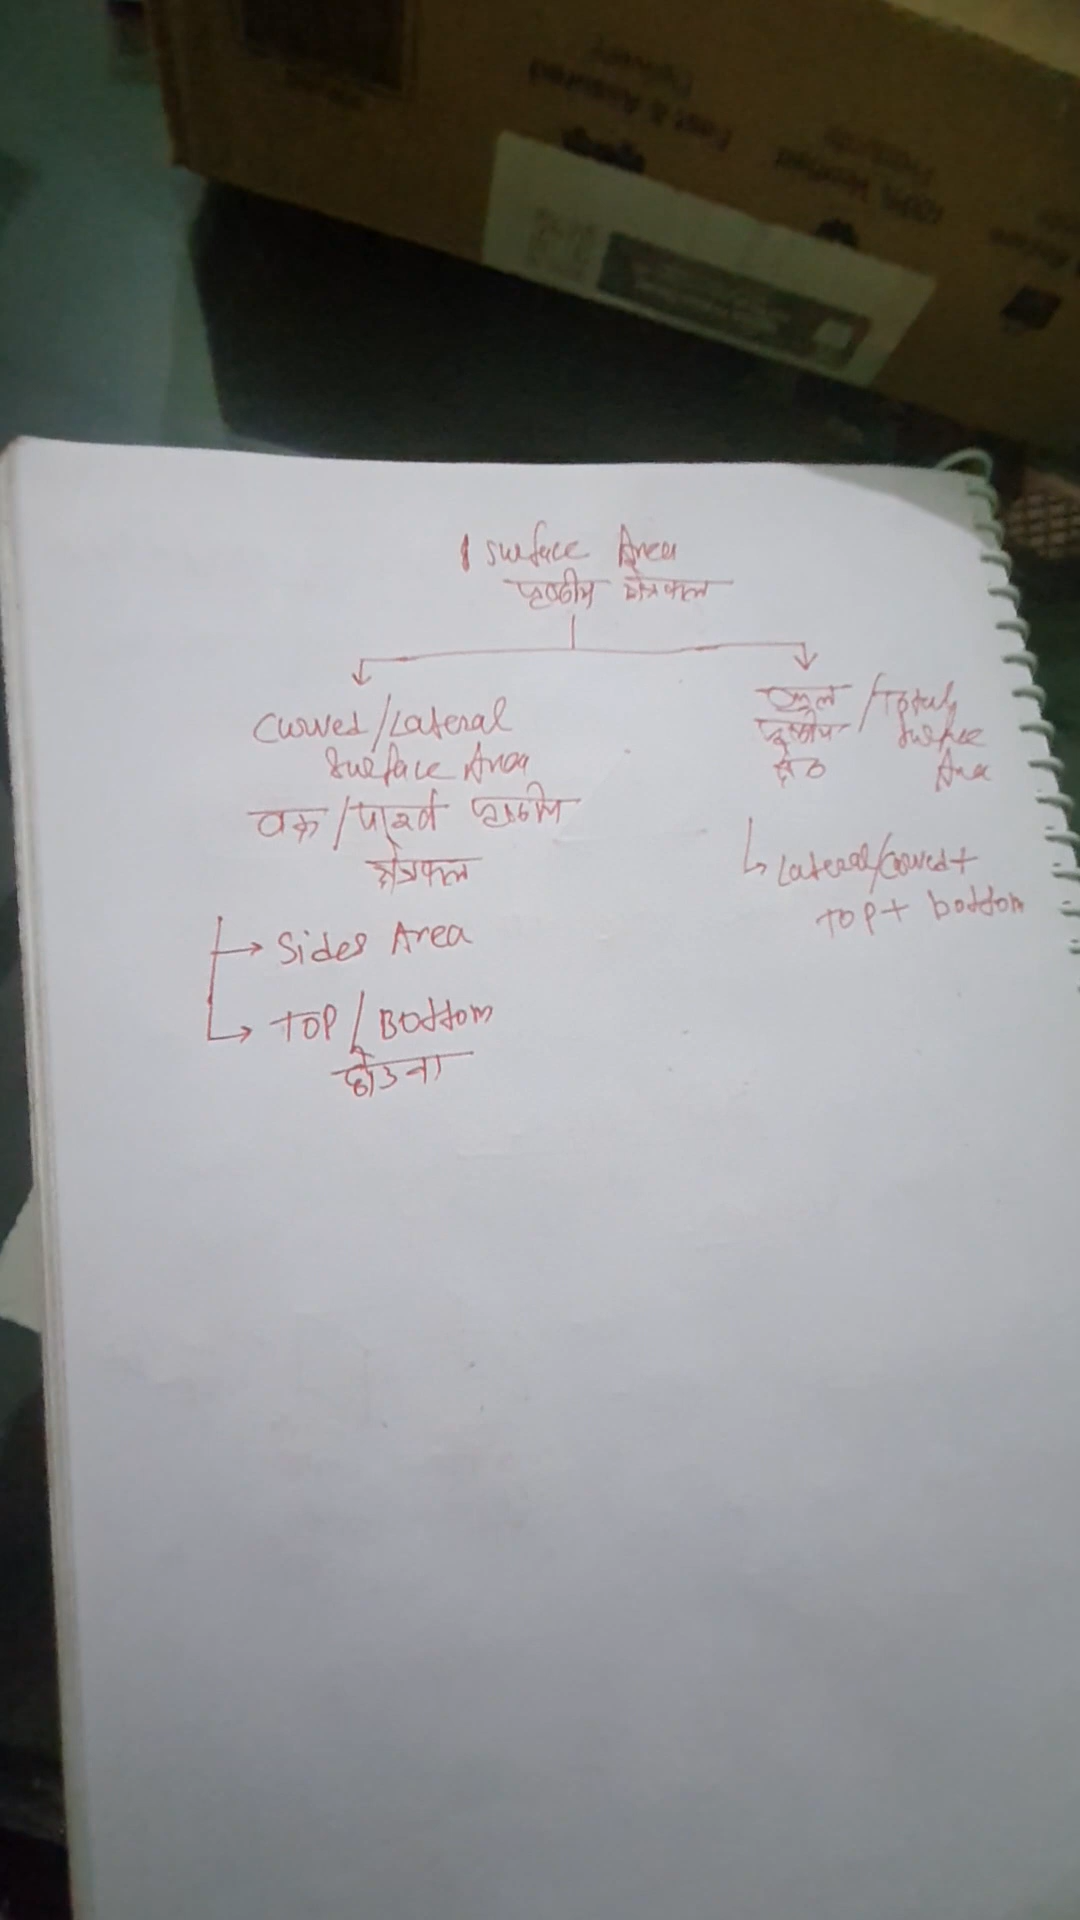 Surface Area
पृष्ठीय क्षेत्रफल
Curved/Lateral
Surface Area
वक्र/पार्श्व पृष्ठीय
क्षेत्रफल
→ Sides Area
→ TOP/Bottom
छोड़ना
कुल / Total
पृष्ठीय Surface
क्षे० Area
↳ Lateral/Curved +
TOP + bottom